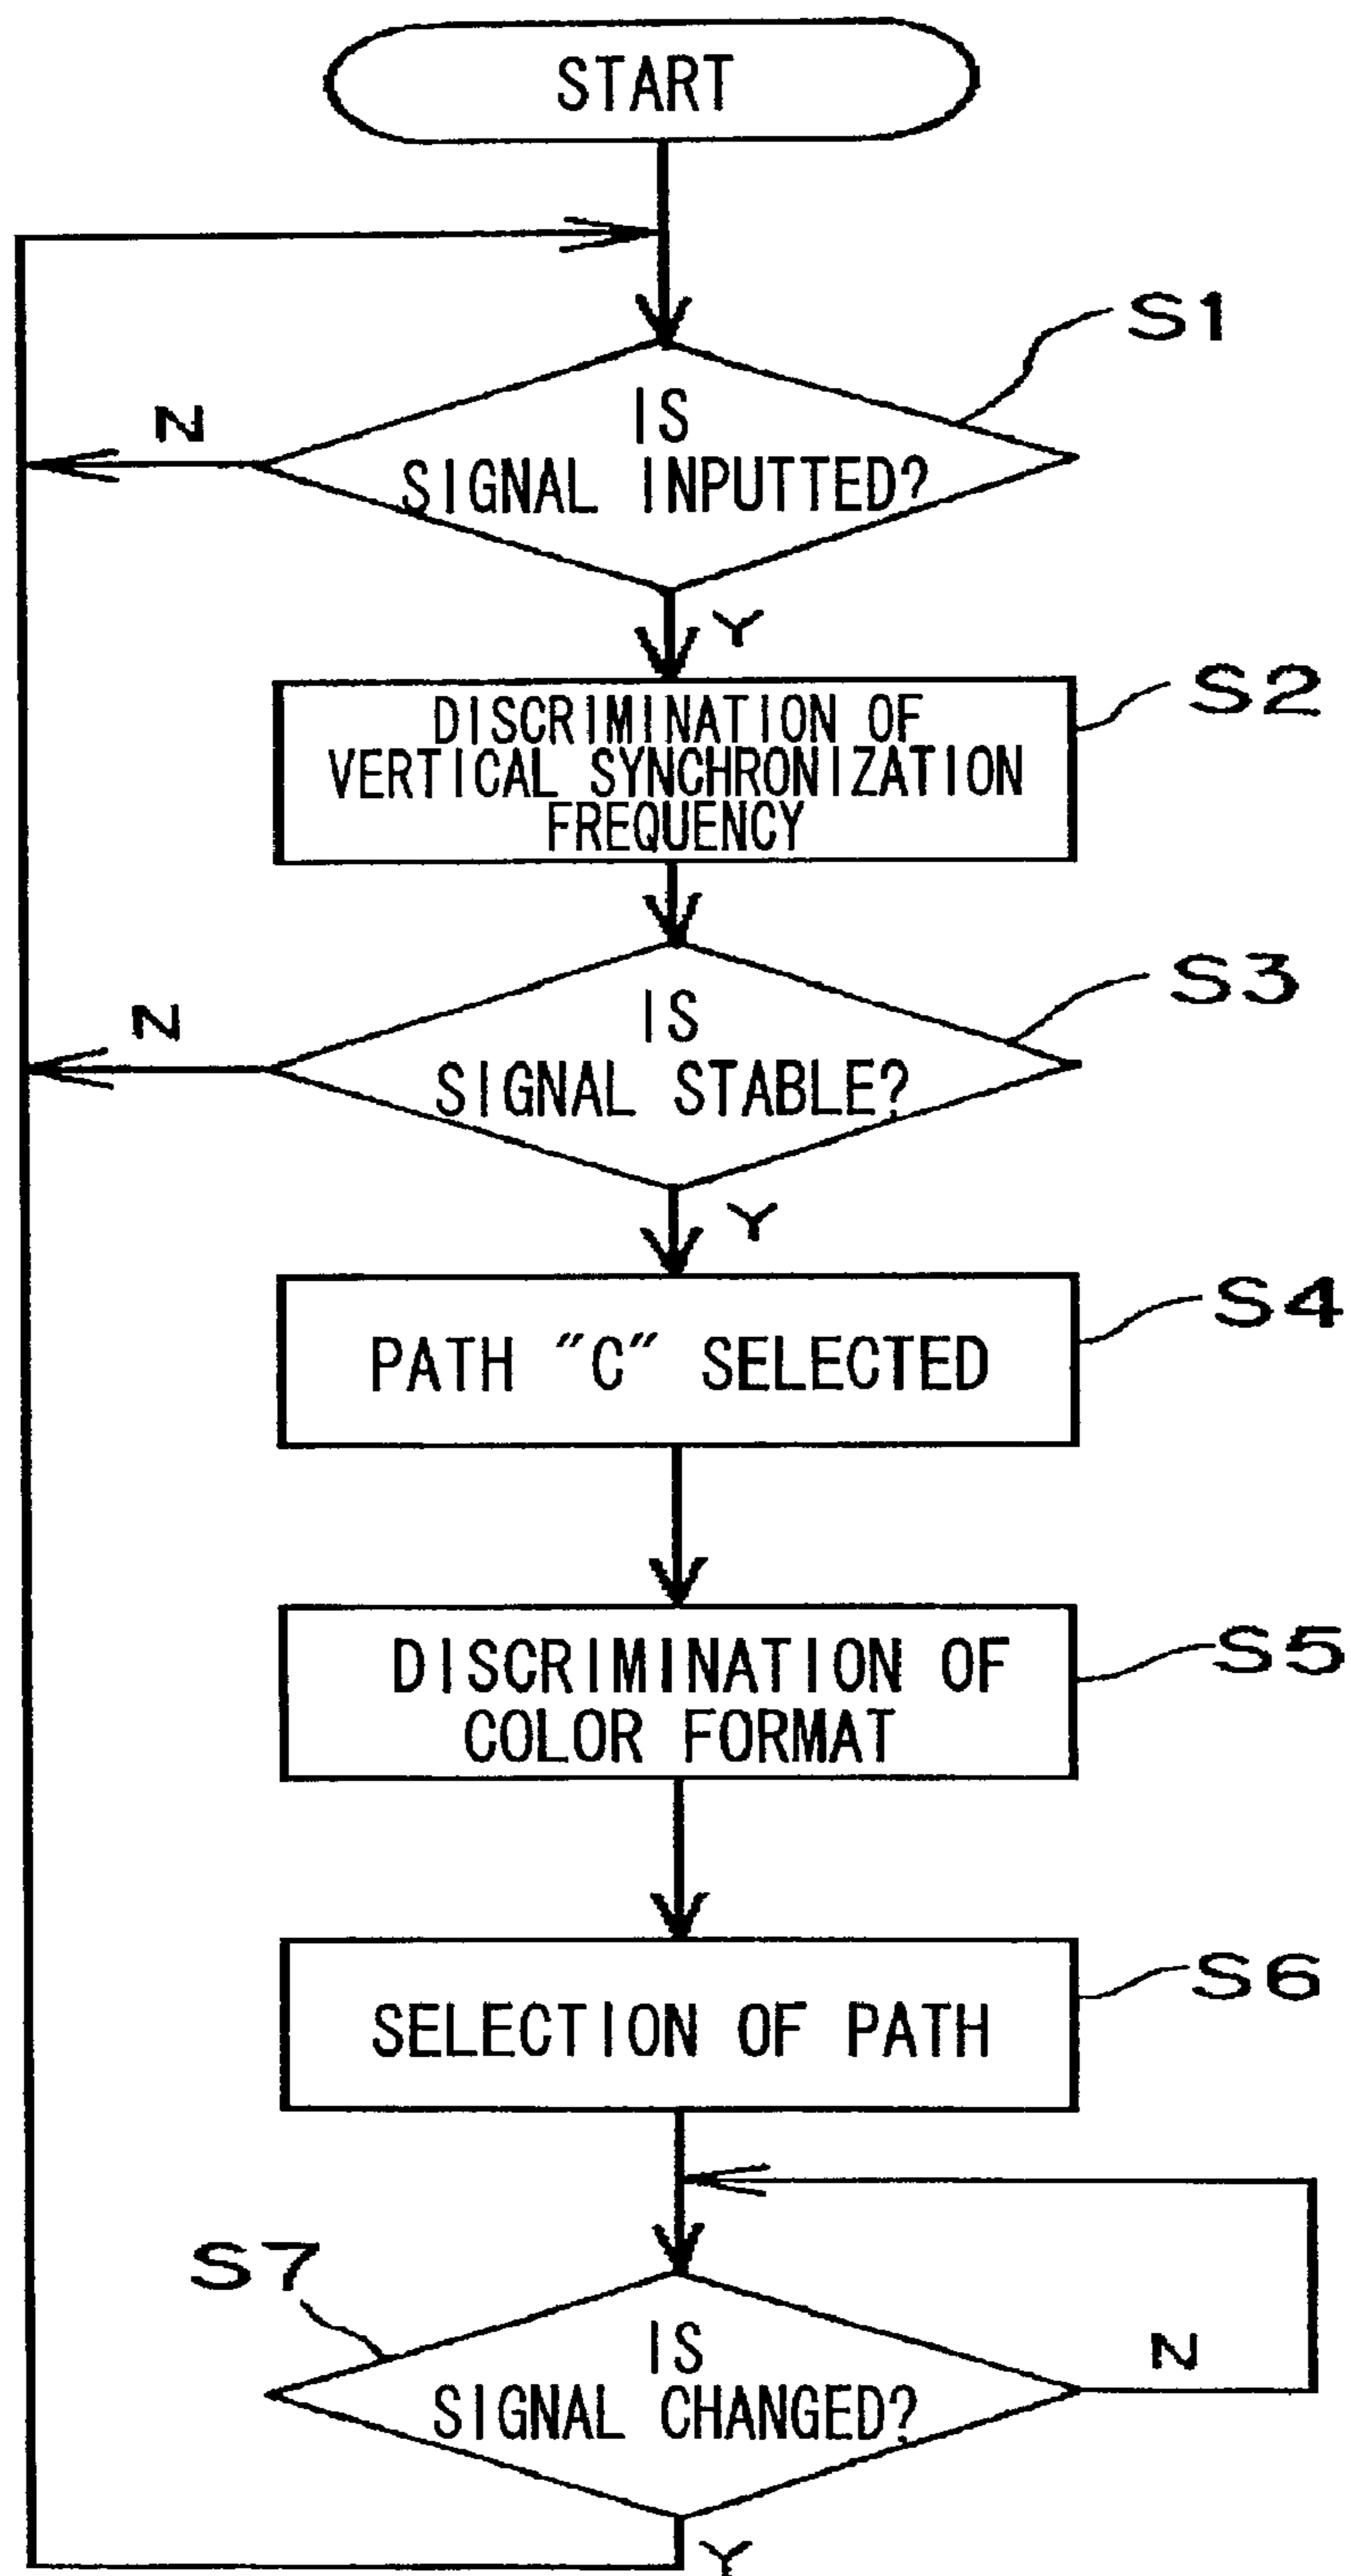 START
S1
IS
SIGNAL INPUTTED?
N
Y
S2
DISCRIMINATION OF
VERTICAL SYNCHRONIZATION
FREQUENCY
S3
IS
SIGNAL STABLE?
N
Y
S4
PATH "C" SELECTED
S5
DISCRIMINATION OF
COLOR FORMAT
S6
SELECTION OF PATH
S7
IS
SIGNAL CHANGED?
N
Y